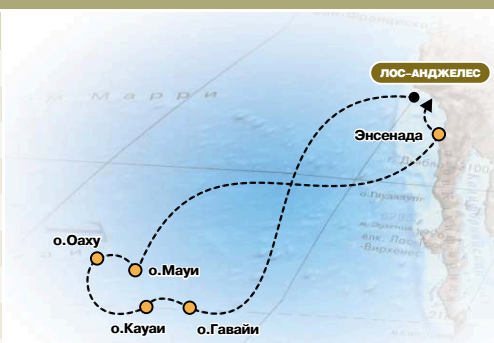 ЛОС-АНДЖЕЛЕС
М а р р и
Энсенада
о.Оаху
о.Мауи
о.Кауаи
о.Гавайи